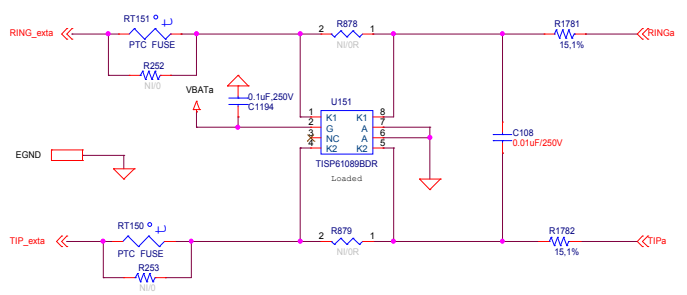 RT151
R878
R1781
RING_exta
2
1
RINGa
PTC FUSE
NI/0R
15,1%
R252
NI/0
VBATa
0.1uF,250V
C1194
U151
1
K1
K1
8
2
G
A
7
3
NC
A
6
4
K2
K2
5
C108
0.01uF/250V
EGND
TISP61089BDR
Loaded
RT150
R879
R1782
TIP_exta
2
1
TIPa
PTC FUSE
NI/0R
15,1%
R253
NI/0